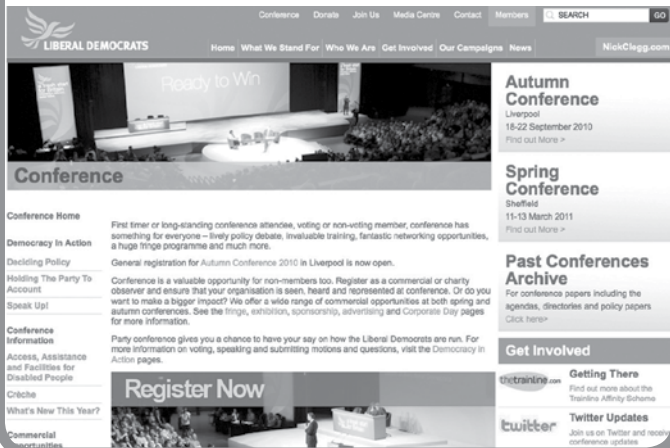 Conference Donate Join Us Media Centre Contact Members SEARCH GO
LIBERAL DEMOCRATS
Home What We Stand For Who We Are Get Involved Our Campaigns News NickClegg.com
Ready to Win
Conference
Conference Home
Democracy In Action
Deciding Policy
Holding The Party To
Account
Speak Up!
Conference
Information
Access, Assistance
and Facilities for
Disabled People
Crèche
What's New This Year?
Commercial
Opportunities
First timer or long-standing conference attendee, voting or non-voting member, conference has
something for everyone – lively policy debate, invaluable training, fantastic networking opportunities,
a huge fringe programme and much more.
General registration for Autumn Conference 2010 in Liverpool is now open.
Conference is a valuable opportunity for non-members too. Register as a commercial or charity
observer and ensure that your organisation is seen, heard and represented at conference. Or do you
want to make a bigger impact? We offer a wide range of commercial opportunities at both spring and
autumn conferences. See the fringe, exhibition, sponsorship, advertising and Corporate Day pages
for more information.
Party conference gives you a chance to have your say on how the Liberal Democrats are run. For
more information on voting, speaking and submitting motions and questions, visit the Democracy in
Action pages.
Register Now
Autumn
Conference
Liverpool
18-22 September 2010
Find out More >
Spring
Conference
Sheffield
11-13 March 2011
Find out More >
Past Conferences
Archive
For conference papers including the
agendas, directories and policy papers
Click here>
Get Involved
thetrainline.com
Getting There
Find out more about the
Trainline Affinity Scheme
twitter
Twitter Updates
Join us on Twitter and receive
conference updates